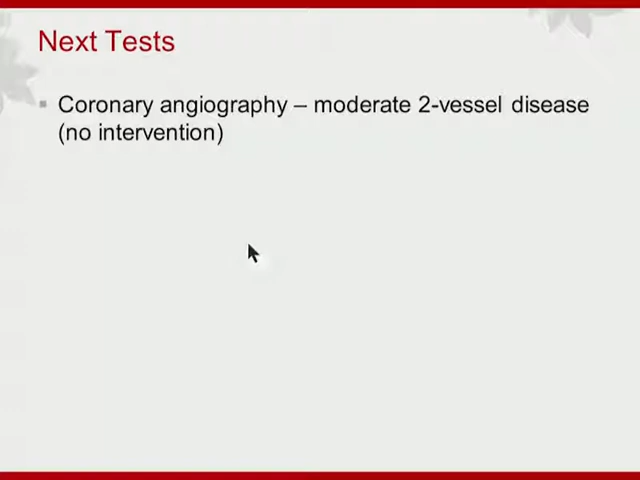 Next Tests
Coronary angiography – moderate 2-vessel disease
(no intervention)